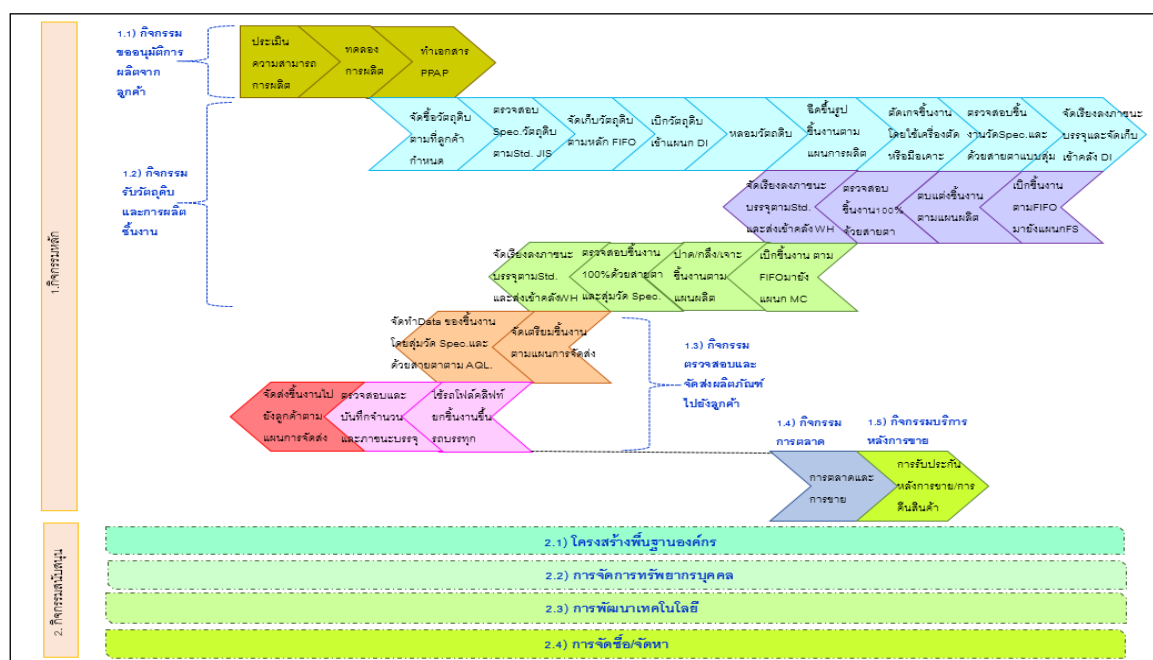 1.กิจกรรมหลัก
1.1) กิจกรรม
ขออนุมัติการ
ผลิตจาก
ลูกค้า
ประเมิน
ความสามารถ
การผลิต
ทดลอง
การผลิต
ทำเอกสาร
PPAP
1.2) กิจกรรม
รับวัตถุดิบ
และการผลิต
ชิ้นงาน
จัดซื้อวัตถุดิบ
ตามที่ลูกค้า
กำหนด
ตรวจสอบ
Spec.วัตถุดิบ
ตามStd. JIS
จัดเก็บวัตถุดิบ
ตามหลัก FIFO
เบิกวัตถุดิบ
เข้าแผนก DI
หลอมวัตถุดิบ
ฉีดขึ้นรูป
ชิ้นงานตาม
แผนการผลิต
ตัดเกจชิ้นงาน
โดยใช้เครื่องตัด
หรือมือเคาะ
ตรวจสอบชิ้น
งานวัดSpec.และ
ด้วยสายตาแบบสุ่ม
จัดเรียงลงภาชนะ
บรรจุและจัดเก็บ
เข้าคลัง DI
จัดเรียงลงภาชนะ
บรรจุตามStd.
และส่งเข้าคลัง WH
ตรวจสอบ
ชิ้นงาน100%
ด้วยสายตา
ตบแต่งชิ้นงาน
ตามแผนผลิต
เบิกชิ้นงาน
ตามFIFO
มายังแผนกFS
จัดเรียงลงภาชนะ
บรรจุตามStd.
และส่งเข้าคลังWH
ตรวจสอบชิ้นงาน
100%ด้วยสายตา
และสุ่มวัด Spec.
ปาด/กลึง/เจาะ
ชิ้นงานตาม
แผนผลิต
เบิกชิ้นงาน ตาม
FIFOมายัง
แผนก MC
จัดทำData ของชิ้นงาน
โดยสุ่มวัด Spec.และ
ด้วยสายตาตาม AQL.
จัดเตรียมชิ้นงาน
ตามแผนการจัดส่ง
1.3) กิจกรรม
ตรวจสอบและ
จัดส่งผลิตภัณฑ์
ไปยังลูกค้า
จัดส่งชิ้นงานไป
ยังลูกค้าตาม
แผนการจัดส่ง
ตรวจสอบและ
บันทึกจำนวน
และภาชนะบรรจุ
ใช้รถโฟล์คลิฟท์
ยกชิ้นงานขึ้น
รถบรรทุก
1.4) กิจกรรม
การตลาด
1.5) กิจกรรมบริการ
หลังการขาย
การตลาดและ
การขาย
การรับประกัน
หลังการขาย/การ
คืนสินค้า
2. กิจกรรมสนับสนุน
2.1) โครงสร้างพื้นฐานองค์กร
2.2) การจัดการทรัพยากรบุคคล
2.3) การพัฒนาเทคโนโลยี
2.4) การจัดซื้อ/จัดหา